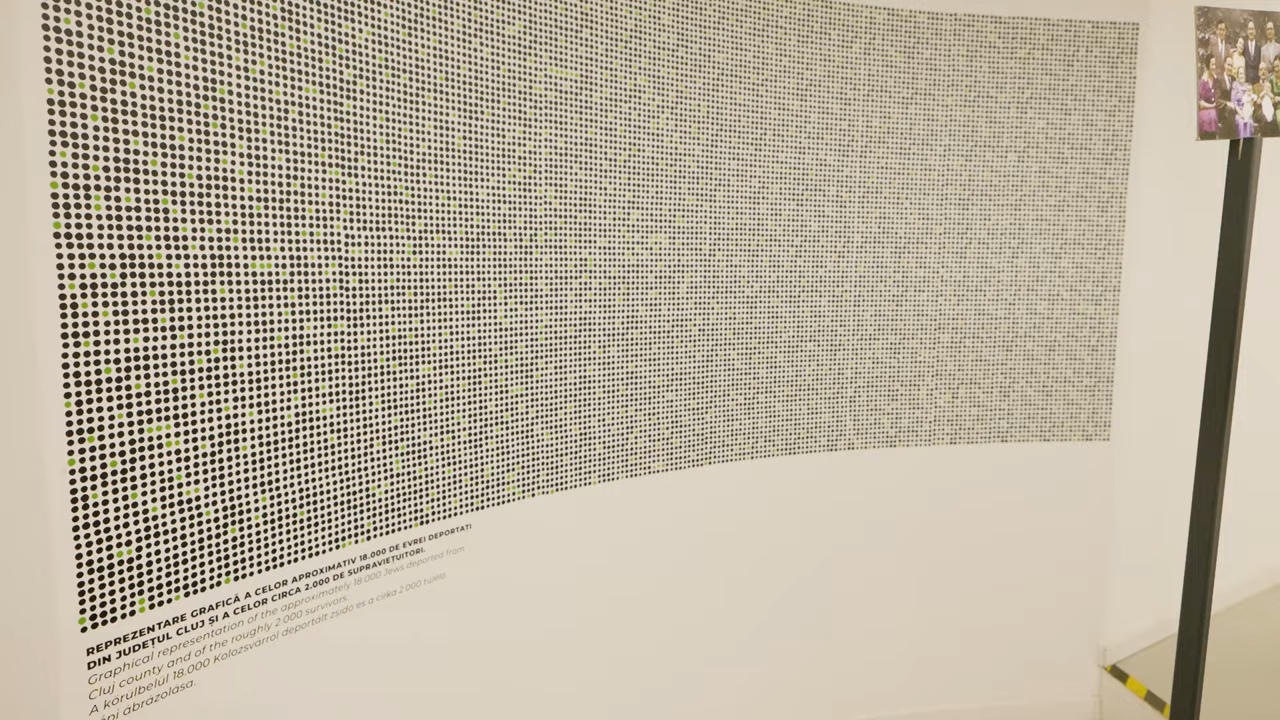 REPREZENTARE GRAFICĂ A CELOR APROXIMATIV 18.000 DE EVREI DEPORTAȚI
DIN JUDEȚUL CLUJ ȘI A CELOR CIRCA 2.000 DE SUPRAVIEȚUITORI.
Graphical representation of the approximately 18.000 Jews deported from
Cluj county and of the roughly 2.000 survivors.
A körülbelül 18.000 Kolozsvárról deportált zsidó és a cirka 2.000 túlélő
ábrázolása.